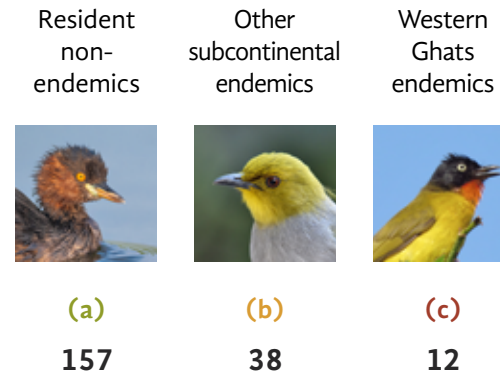 Resident
non-
endemics
Other
subcontinental
endemics
Western
Ghats
endemics
(a)
(b)
(c)
157
38
12